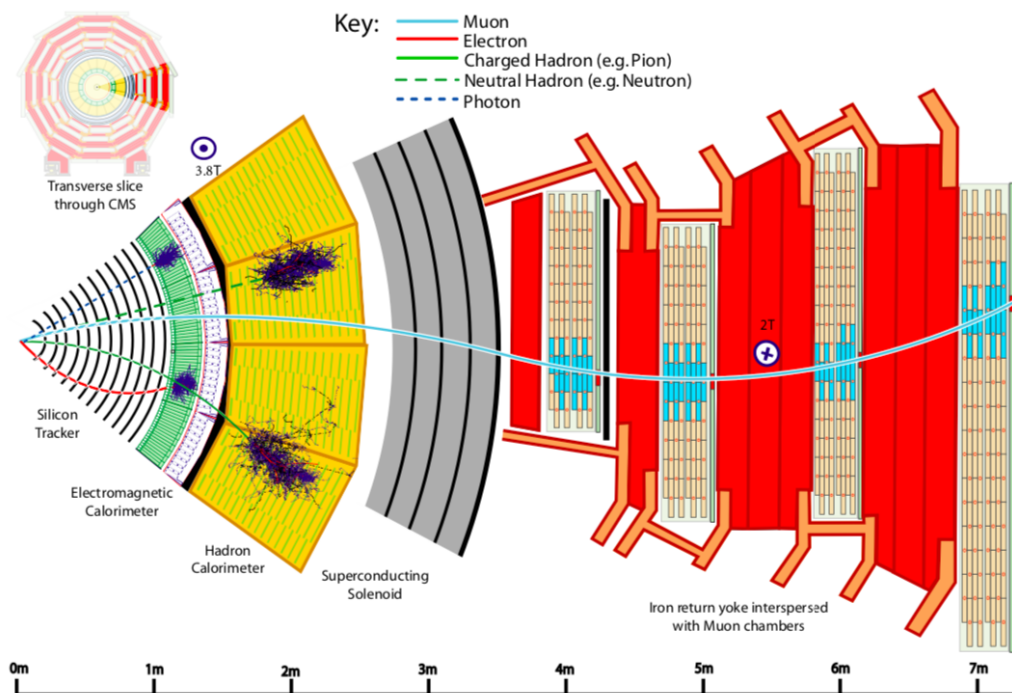 Key:
Muon
Electron
Charged Hadron (e.g. Pion)
Neutral Hadron (e.g. Neutron)
Photon
Transverse slice
through CMS
3.8T
2T
Silicon
Tracker
Electromagnetic
Calorimeter
Hadron
Calorimeter
Superconducting
Solenoid
Iron return yoke interspersed
with Muon chambers
0m 1m 2m 3m 4m 5m 6m 7m